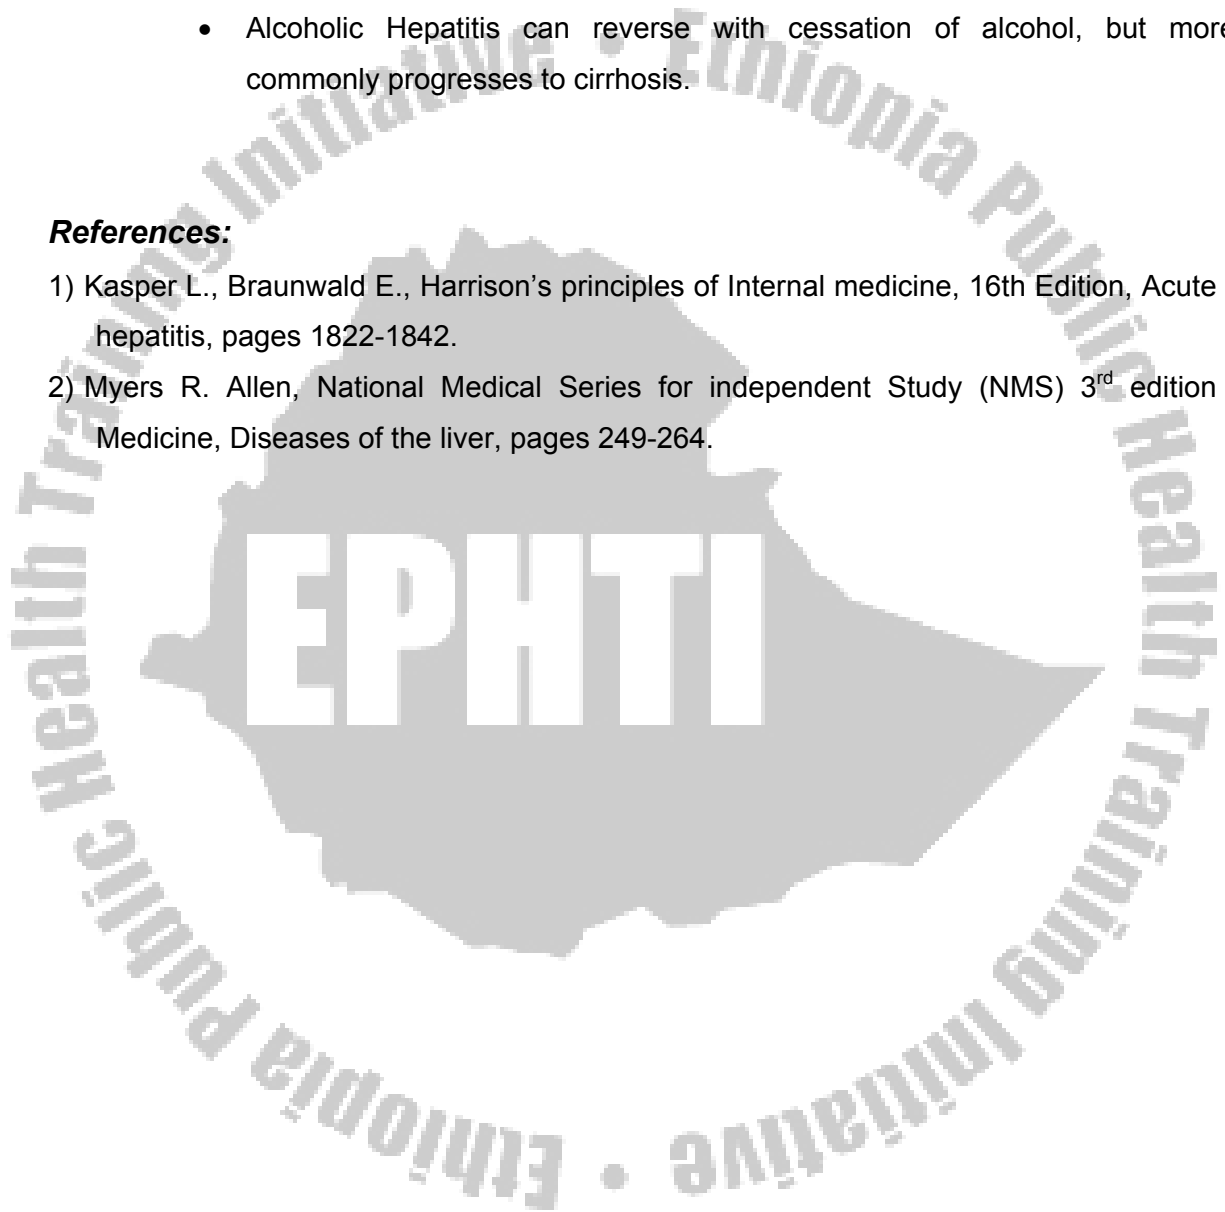 • Alcoholic Hepatitis can reverse with cessation of alcohol, but more
commonly progresses to cirrhosis.
References:
1) Kasper L., Braunwald E., Harrison’s principles of Internal medicine, 16th Edition, Acute
hepatitis, pages 1822-1842.
2) Myers R. Allen, National Medical Series for independent Study (NMS) 3rd edition
Medicine, Diseases of the liver, pages 249-264.
EPHTI
Ethiopia Public Health Training Initiative • Ethiopia Public Health Training Initiative •